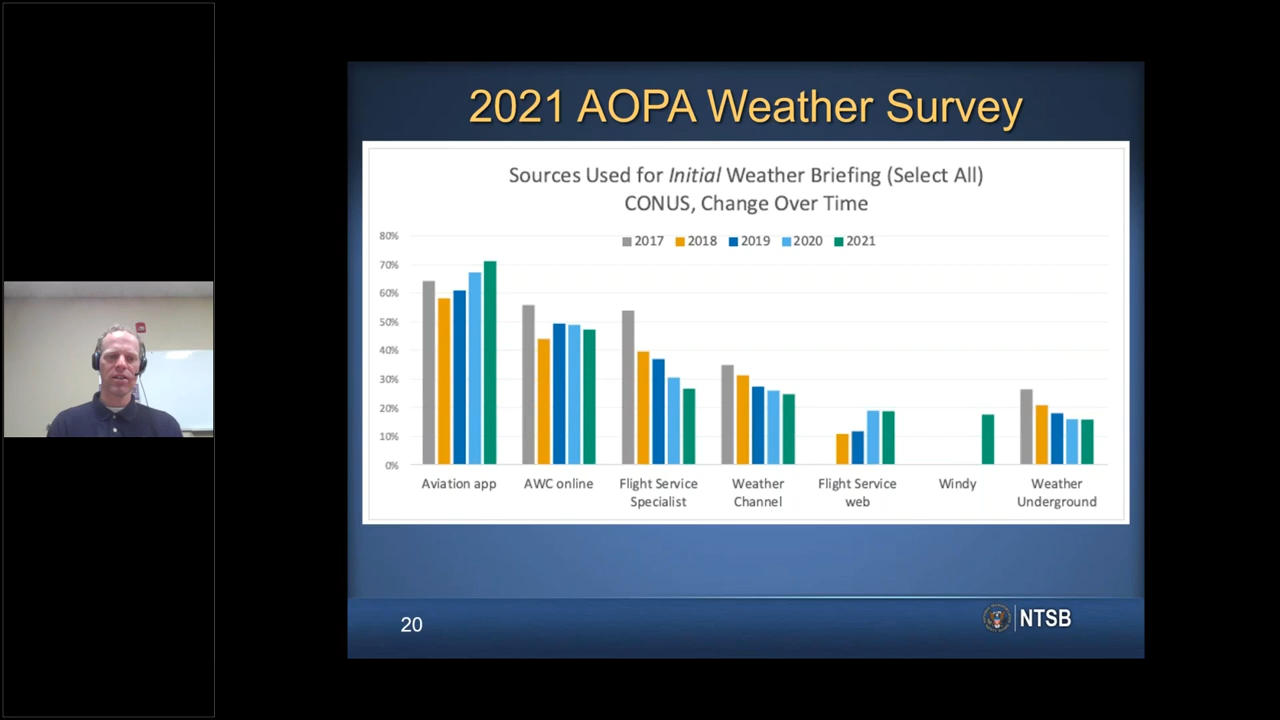 2021 AOPA Weather Survey
Sources Used for Initial Weather Briefing (Select All)
CONUS, Change Over Time
2017 2018 2019 2020 2021
80%
70%
60%
50%
40%
30%
20%
10%
0%
Aviation app
AWC online
Flight Service
Specialist
Weather
Channel
Flight Service
web
Windy
Weather
Underground
20
NTSB